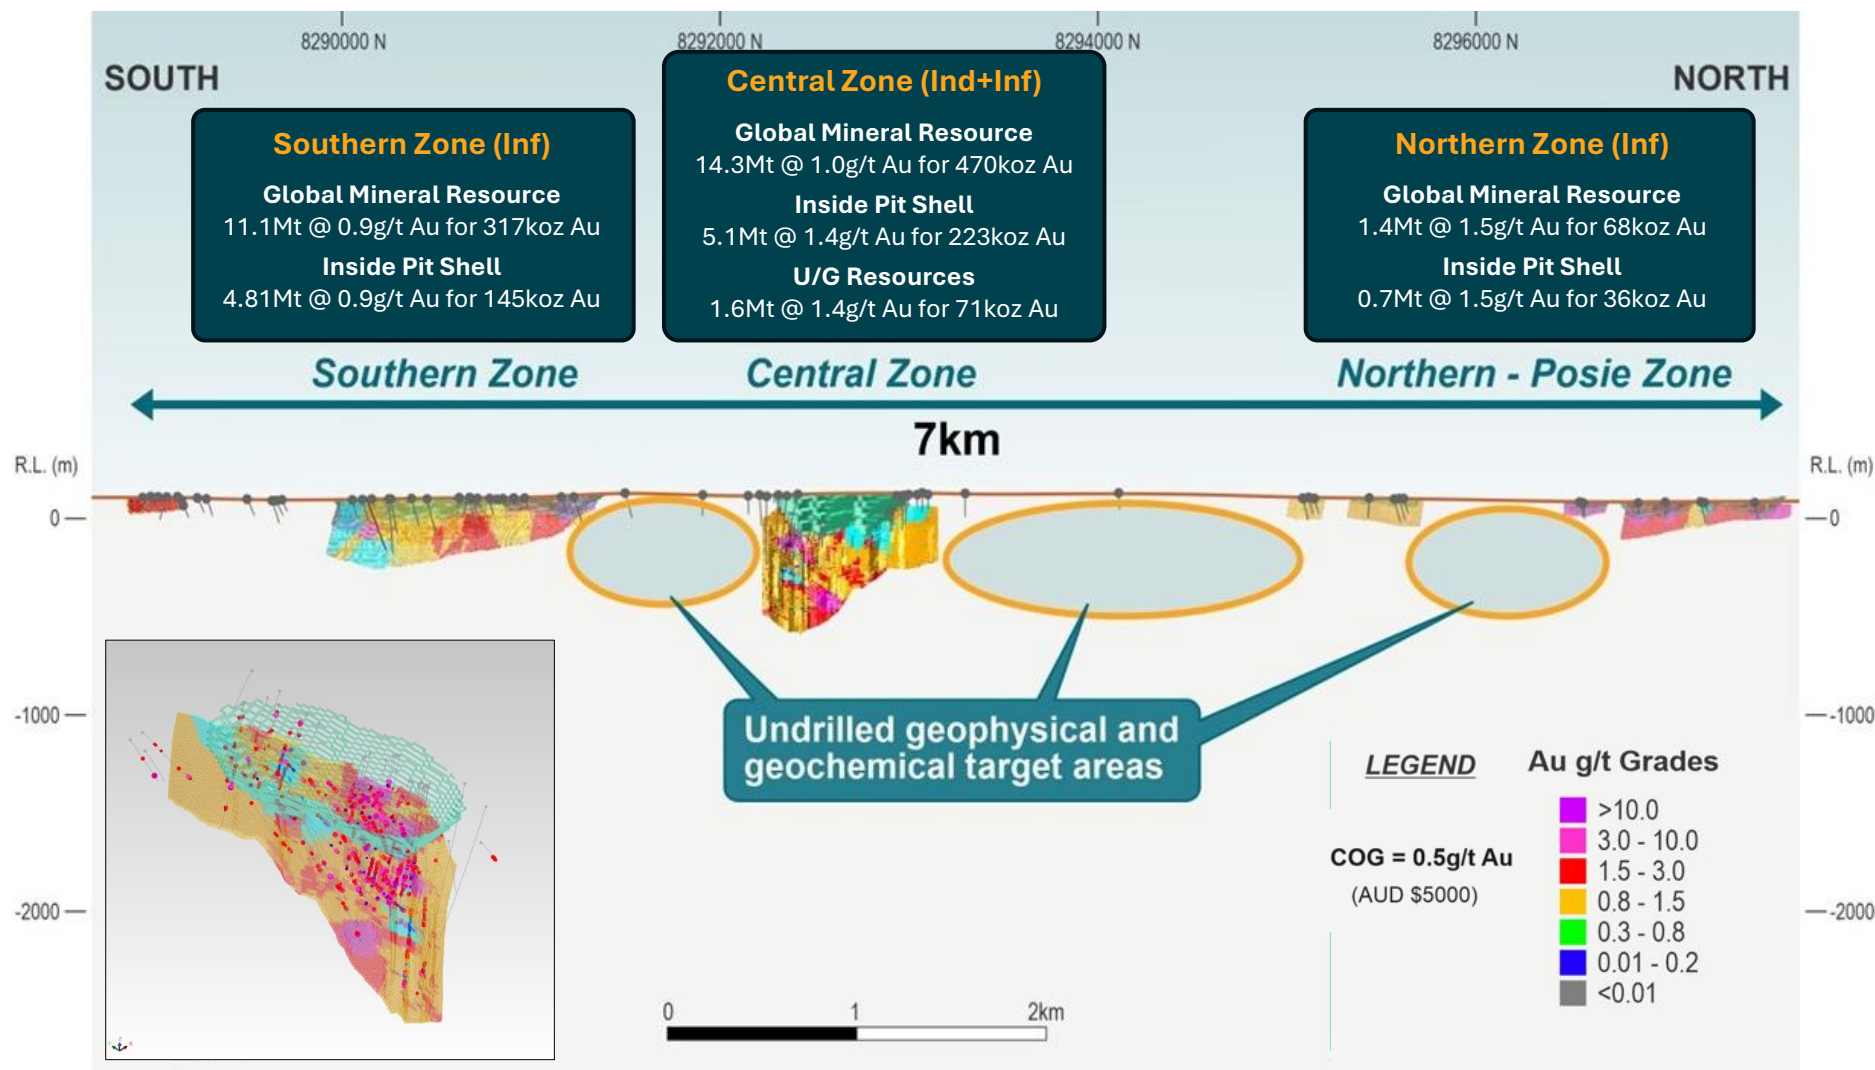 8290000 N
8292000 N
8294000 N
8296000 N
SOUTH
NORTH
Southern Zone (Inf)
Global Mineral Resource
11.1Mt @ 0.9g/t Au for 317koz Au
Inside Pit Shell
4.81Mt @ 0.9g/t Au for 145koz Au
Central Zone (Ind+Inf)
Global Mineral Resource
14.3Mt @ 1.0g/t Au for 470koz Au
Inside Pit Shell
5.1Mt @ 1.4g/t Au for 223koz Au
U/G Resources
1.6Mt @ 1.4g/t Au for 71koz Au
Northern Zone (Inf)
Global Mineral Resource
1.4Mt @ 1.5g/t Au for 68koz Au
Inside Pit Shell
0.7Mt @ 1.5g/t Au for 36koz Au
Southern Zone
Central Zone
Northern - Posie Zone
7km
R.L. (m)
R.L. (m)
0
0
-1000
-1000
-2000
-2000
Undrilled geophysical and
geochemical target areas
LEGEND
COG = 0.5g/t Au
(AUD $5000)
Au g/t Grades
>10.0
3.0 - 10.0
1.5 - 3.0
0.8 - 1.5
0.3 - 0.8
0.01 - 0.2
<0.01
0
1
2km